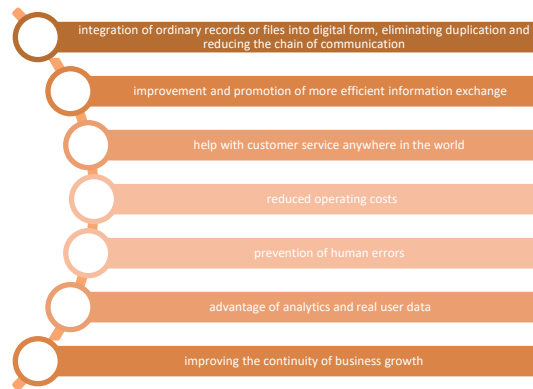 integration of ordinary records or files into digital form, eliminating duplication and
reducing the chain of communication
improvement and promotion of more efficient information exchange
help with customer service anywhere in the world
reduced operating costs
prevention of human errors
advantage of analytics and real user data
improving the continuity of business growth